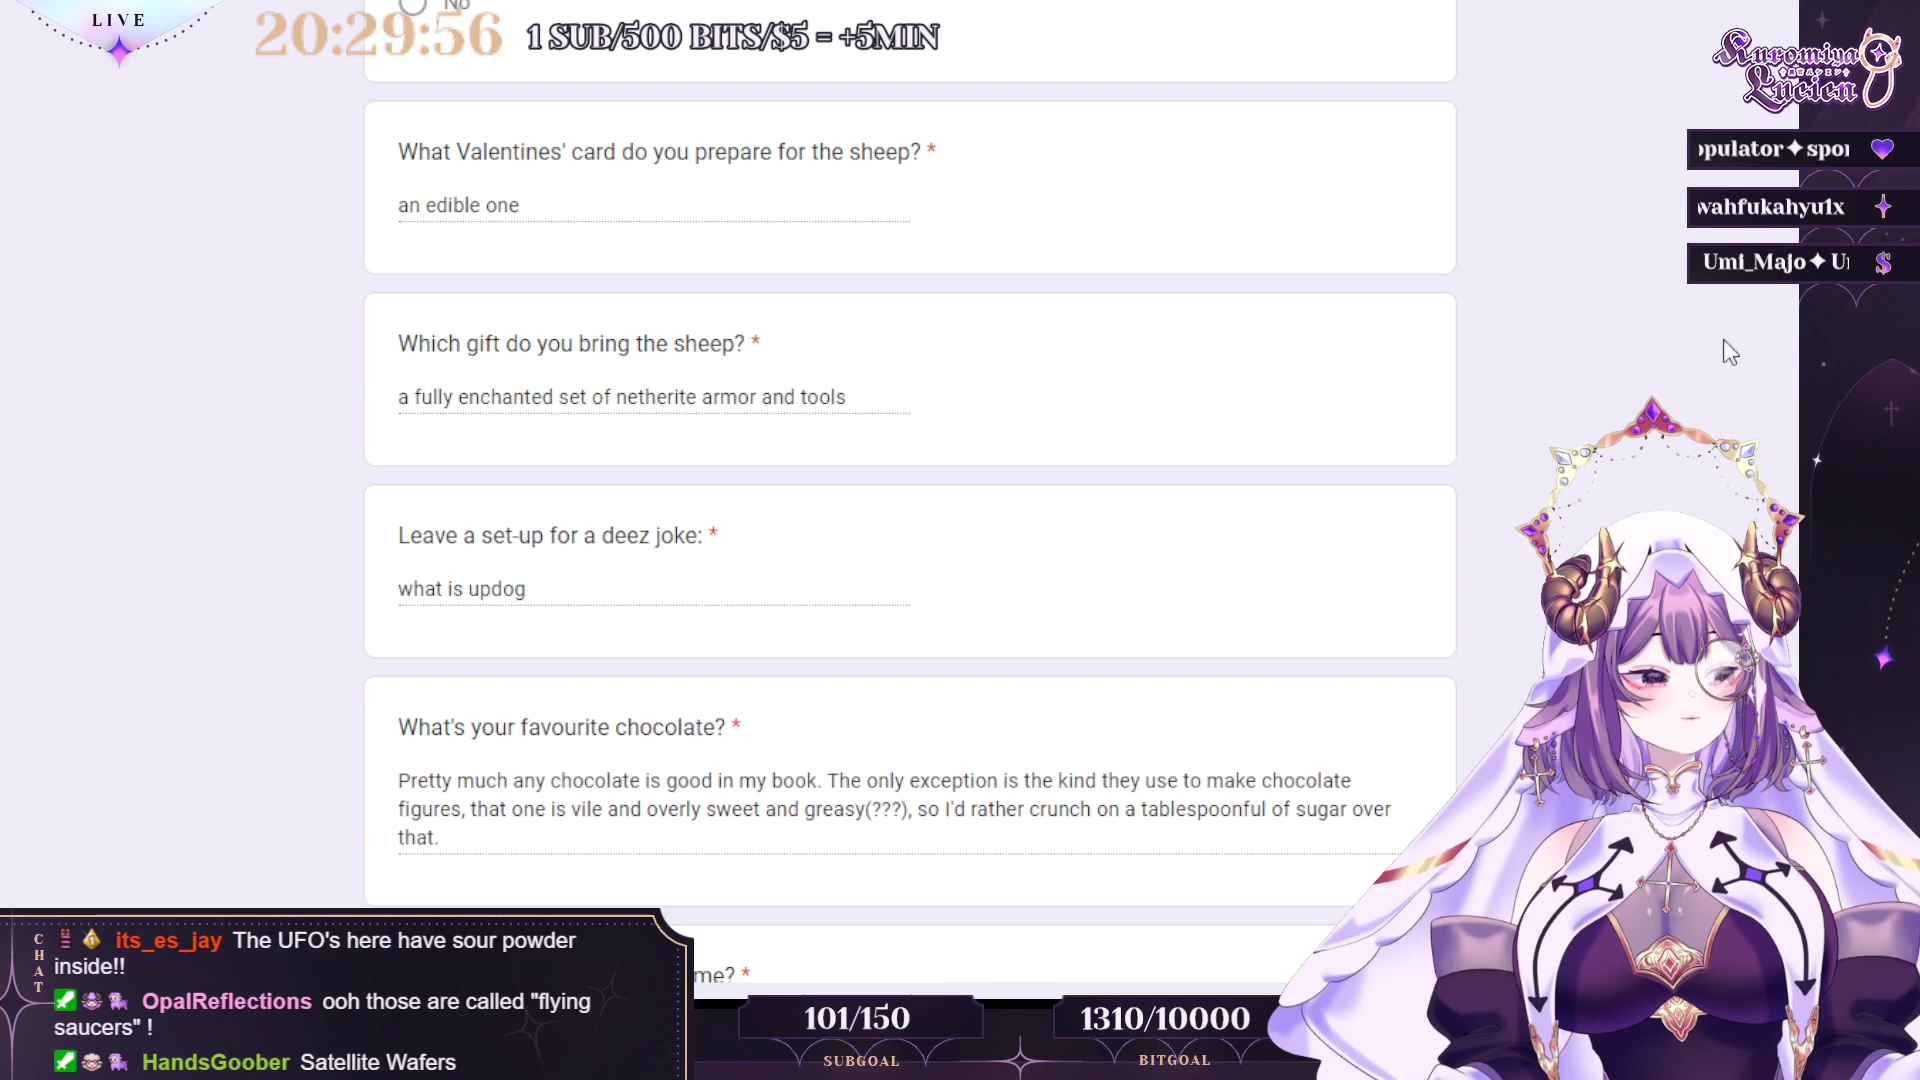 LIVE
No
20:29:56
1 SUB/500 BITS/$5 = +5MIN
Kuromiya
Lucien
What Valentines' card do you prepare for the sheep? *
an edible one
Which gift do you bring the sheep? *
a fully enchanted set of netherite armor and tools
Leave a set-up for a deez joke: *
what is updog
What's your favourite chocolate? *
Pretty much any chocolate is good in my book. The only exception is the kind they use to make chocolate
figures, that one is vile and overly sweet and greasy(???), so I'd rather crunch on a tablespoonful of sugar over
that.
me? *
opulator✦spon
wahfukahyu1x
Umi_Majo✦U
$
CHAT
its_es_jay The UFO's here have sour powder
inside!!
OpalReflections ooh those are called "flying
saucers" !
HandsGoober Satellite Wafers
101/150
SUBGOAL
1310/10000
BITGOAL